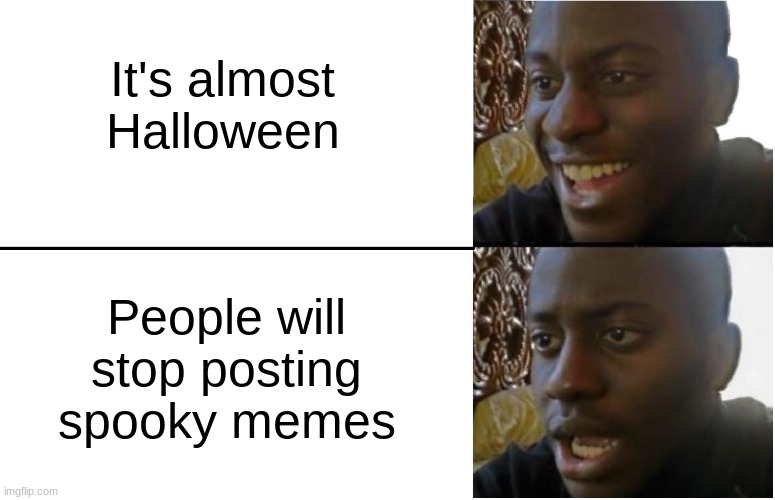 It's almost
Halloween
People will
stop posting
spooky memes
imgflip.com